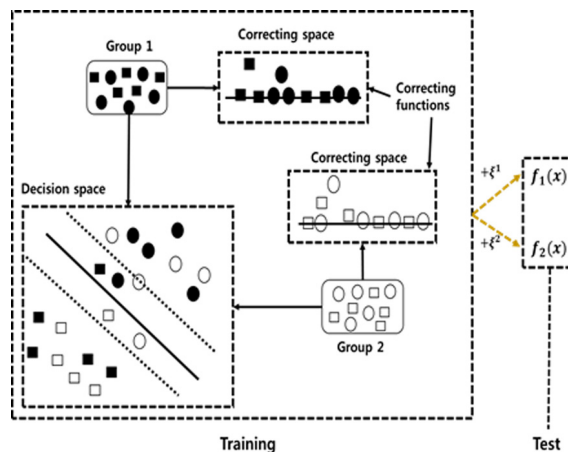 Group 1
Correcting space
Correcting
functions
Correcting space
Decision space
+ξ¹
f₁(x)
+ξ²
f₂(x)
Group 2
Training
Test